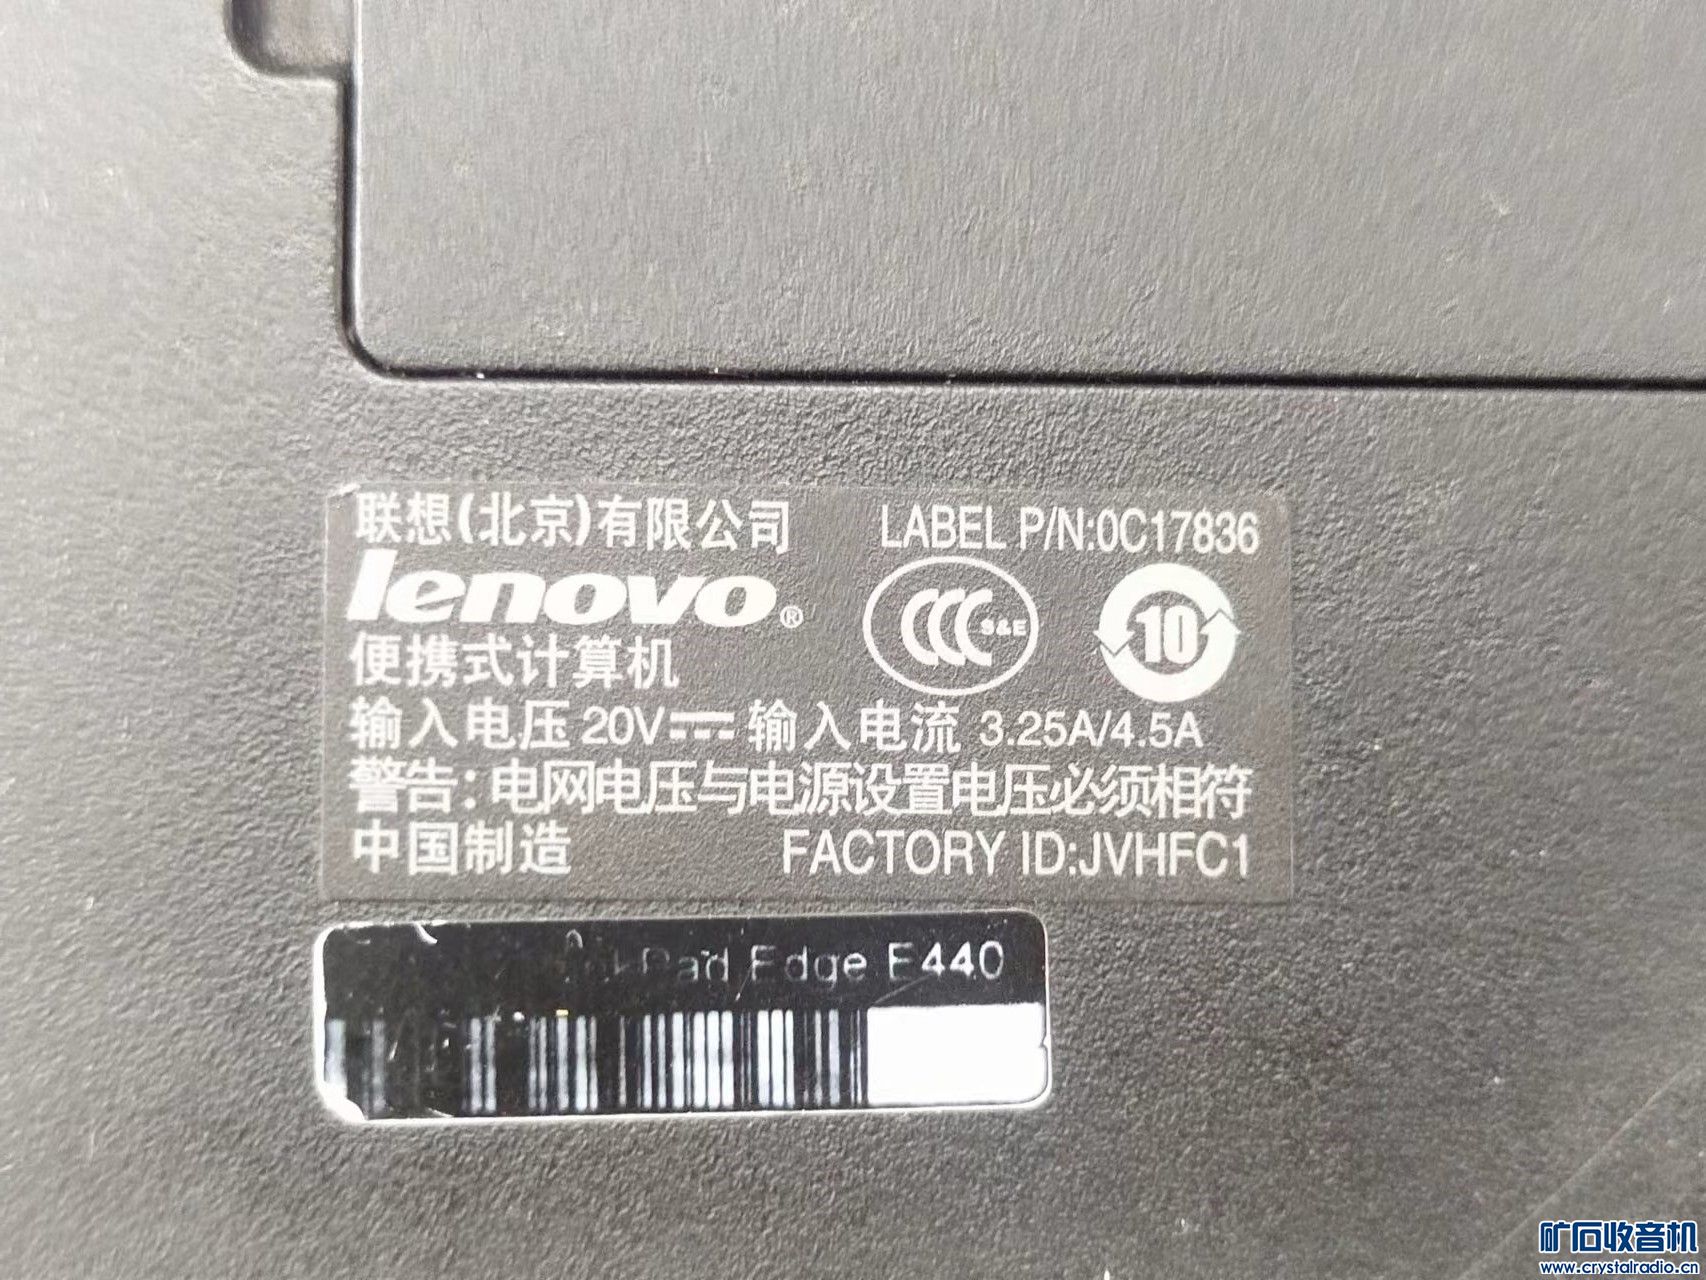 联想(北京)有限公司 LABEL P/N:0C17836
lenovo®
CCC S&E
10
便携式计算机
输入电压 20V⎓ 输入电流 3.25A/4.5A
警告:电网电压与电源设置电压必须相符
中国制造 FACTORY ID:JVHFC1
Pad Edge E440
矿石收音机
www.crystalradio.cn